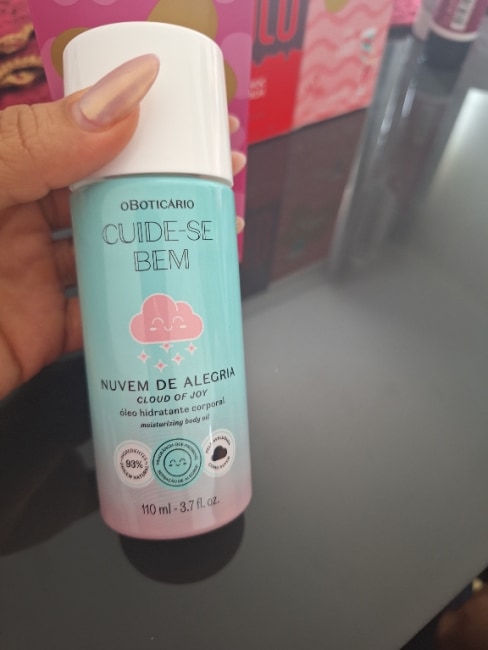 oBOTICÁRIO
CUIDE-SE
BEM
NUVEM DE ALEGRIA
CLOUD OF JOY
óleo hidratante corporal
moisturizing body oil
93%
110 ml - 3.7 fl. oz.